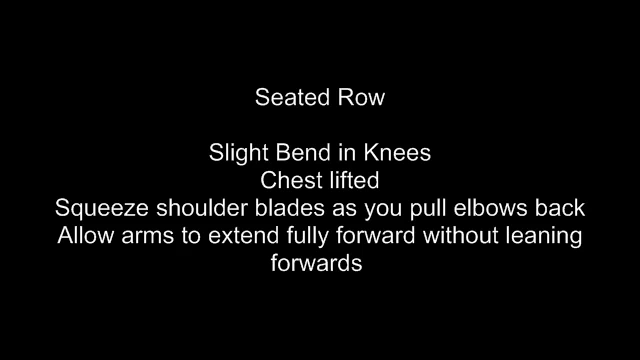 Seated Row
Slight Bend in Knees
Chest lifted
Squeeze shoulder blades as you pull elbows back
Allow arms to extend fully forward without leaning
forwards